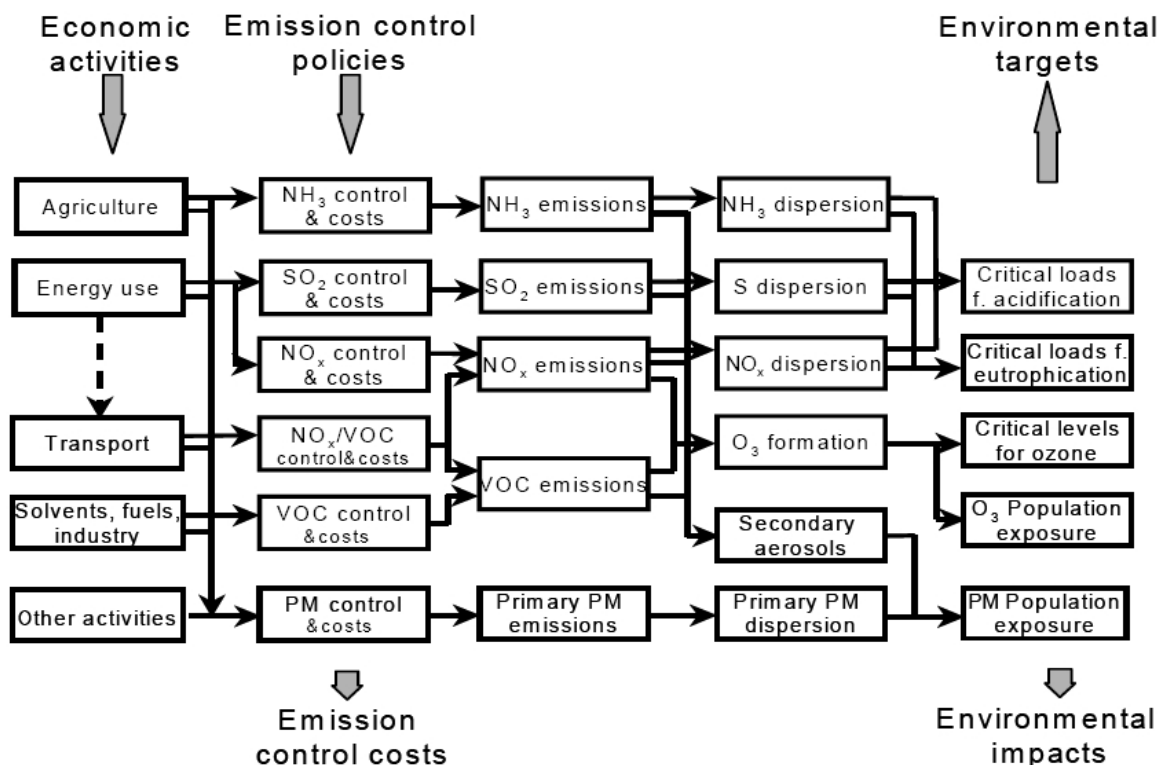 Economic
activities
Emission control
policies
Environmental
targets
Agriculture
NH₃ control
& costs
NH₃ emissions
NH₃ dispersion
Energy use
SO₂ control
& costs
SO₂ emissions
S dispersion
Critical loads
f. acidification
NOₓ control
& costs
NOₓ emissions
NOₓ dispersion
Critical loads f.
eutrophication
Transport
NOₓ/VOC
control&costs
VOC emissions
O₃ formation
Critical levels
for ozone
Solvents, fuels,
industry
VOC control
&costs
Secondary
aerosols
O₃ Population
exposure
Other activities
PM control
&costs
Primary PM
emissions
Primary PM
dispersion
PM Population
exposure
Emission
control costs
Environmental
impacts